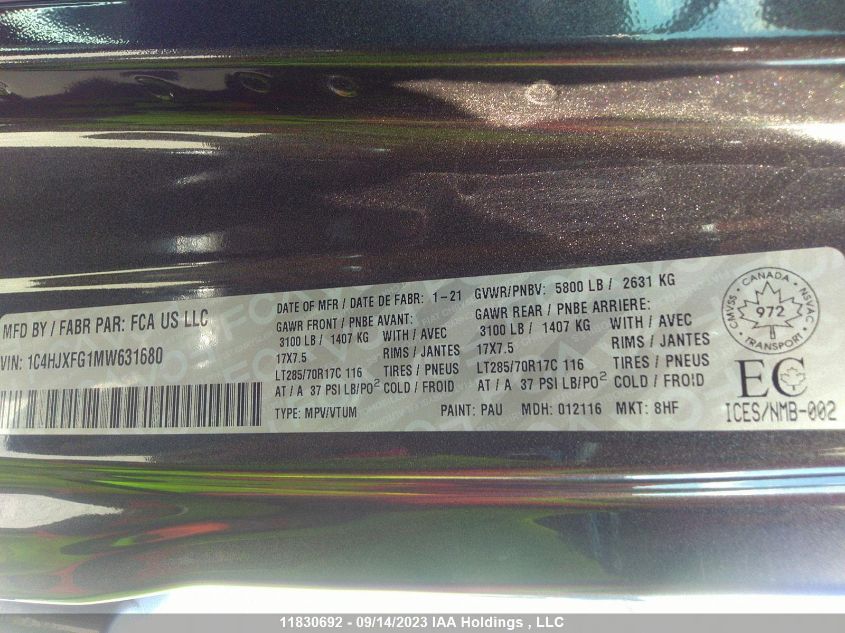 MFD BY / FABR PAR: FCA US LLC
VIN: 1C4HJXFG1MW631680
DATE OF MFR / DATE DE FABR: 1-21
GVWR/PNBV: 5800 LB / 2631 KG
GAWR FRONT / PNBE AVANT:
3100 LB / 1407 KG WITH / AVEC
17X7.5 RIMS / JANTES
LT285/70R17C 116 TIRES / PNEUS
AT / A 37 PSI LB/PO² COLD / FROID
GAWR REAR / PNBE ARRIERE:
3100 LB / 1407 KG WITH / AVEC
17X7.5 RIMS / JANTES
LT285/70R17C 116 TIRES / PNEUS
AT / A 37 PSI LB/PO² COLD / FROID
TYPE: MPV/VTUM PAINT: PAU MDH: 012116 MKT: 8HF
CANADA
CMVSS 972 NSVAC
TRANSPORT
EC
ICES/NMB-002
11830692 - 09/14/2023 IAA Holdings , LLC